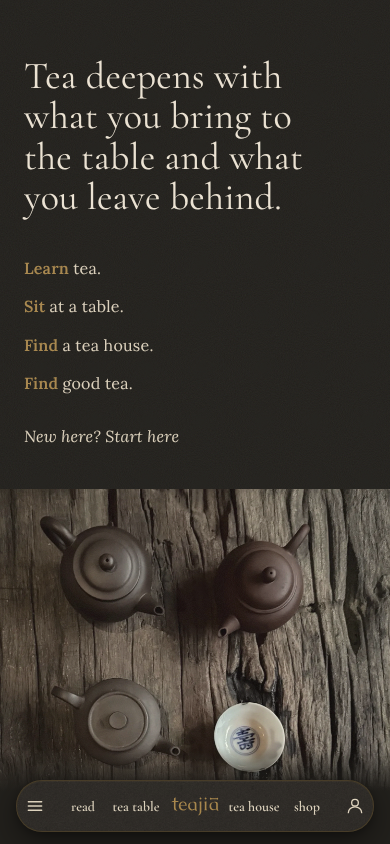 Tea deepens with
what you bring to
the table and what
you leave behind.
Learn tea.
Sit at a table.
Find a tea house.
Find good tea.
New here? Start here
read tea table teajiā tea house shop